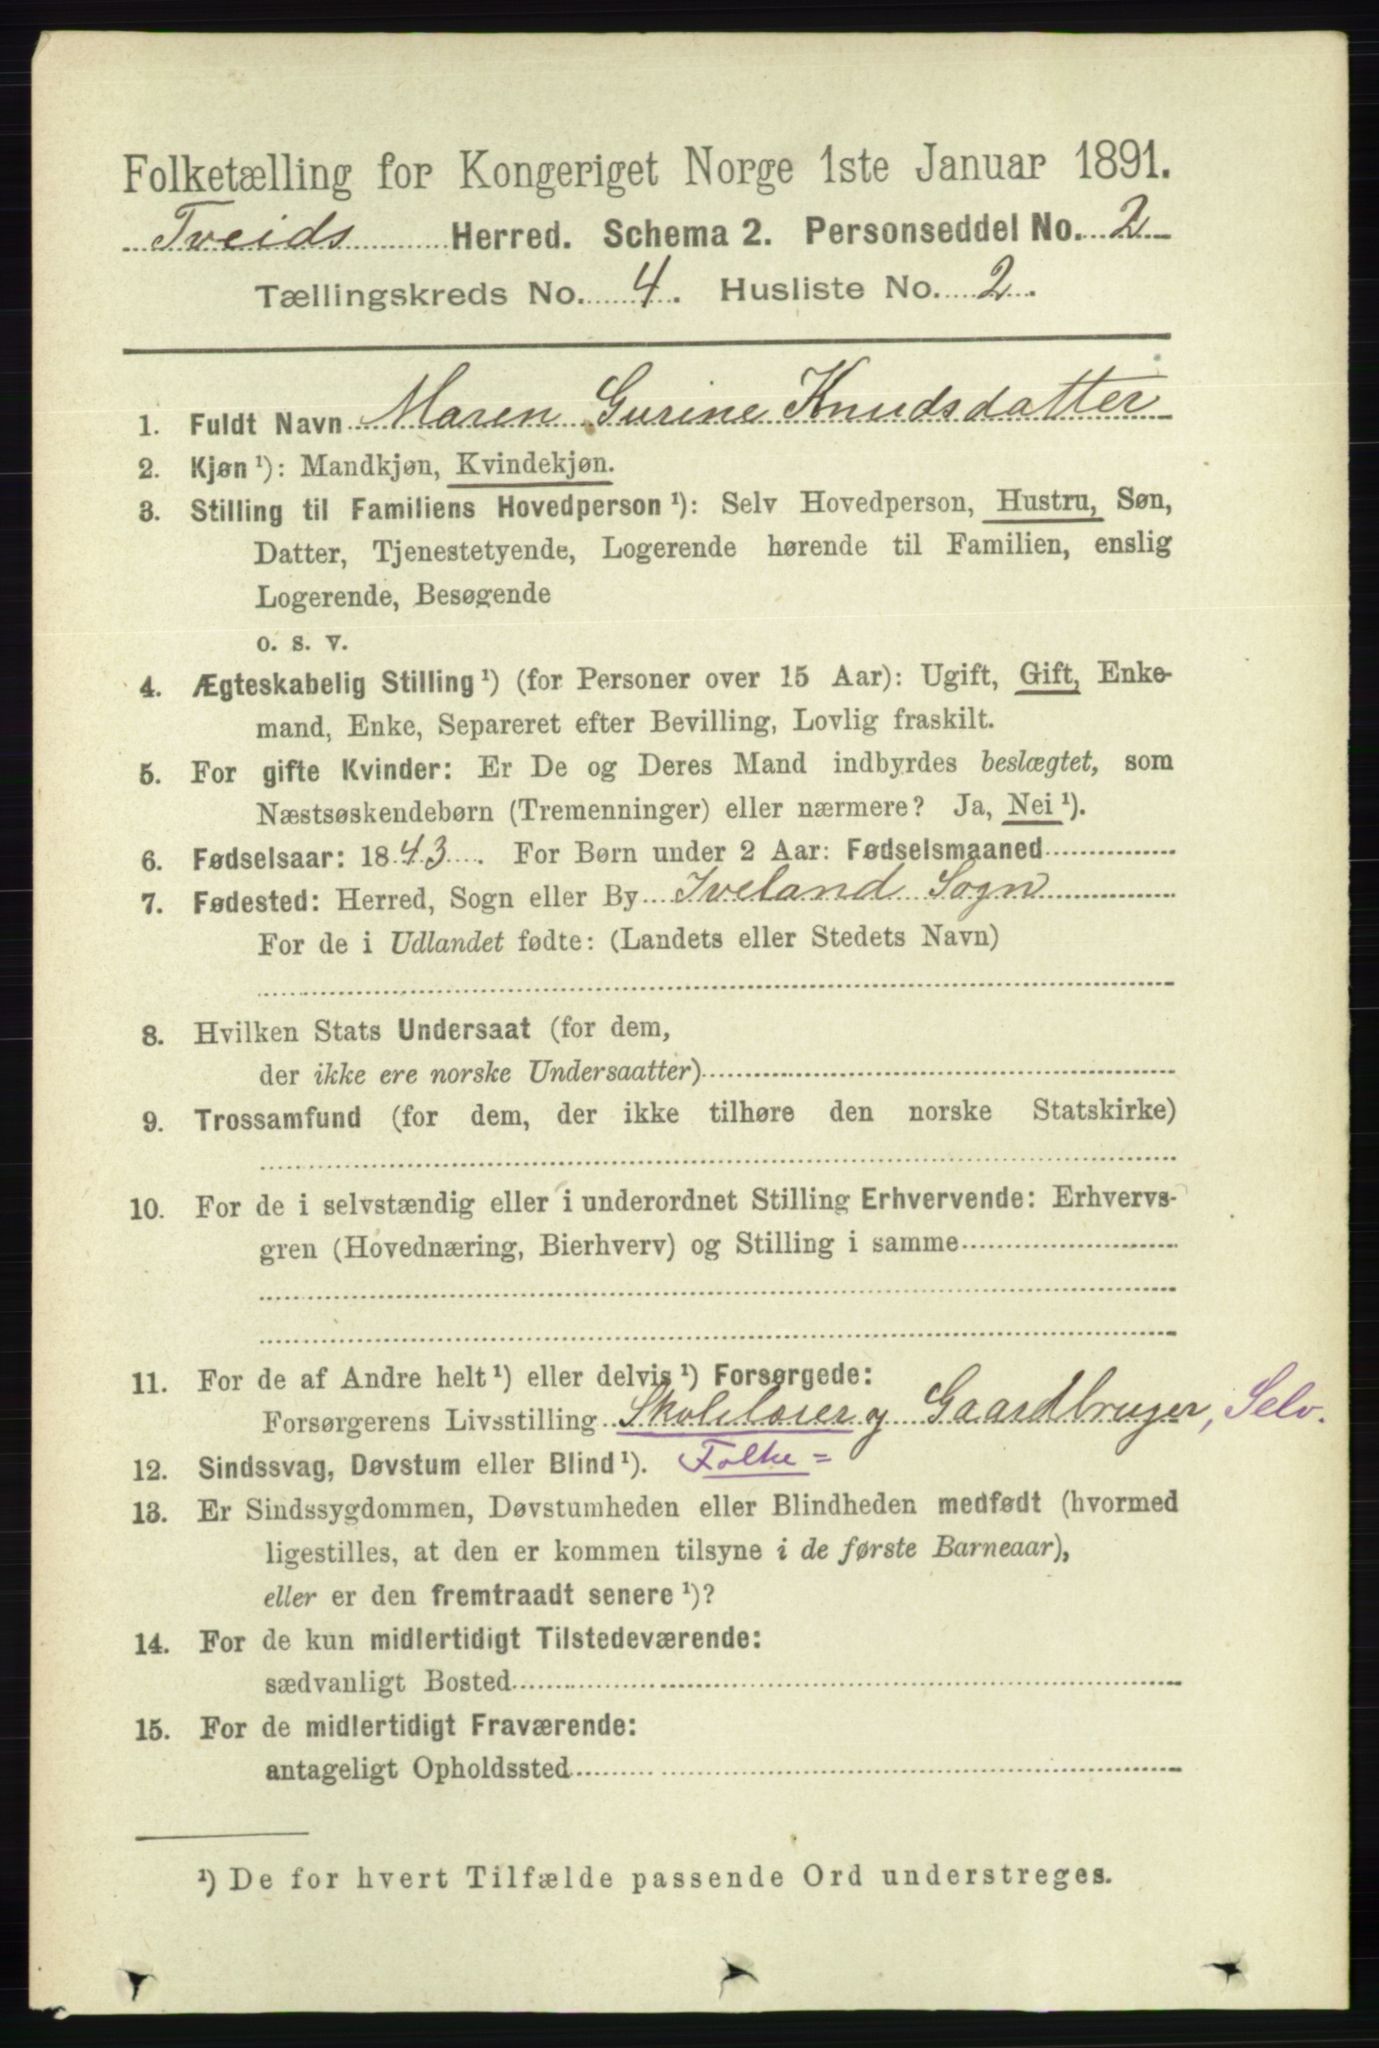 Folketælling for Kongeriget Norge 1ste Januar 1891.
Tveids Herred. Schema 2. Personseddel No. 2
Tællingskreds No. 4. Husliste No. 2.
1. Fuldt Navn Maren Gurine Knudsdatter
2. Kjøn ¹): Mandkjøn, Kvindekjøn.
3. Stilling til Familiens Hovedperson ¹): Selv Hovedperson, Hustru, Søn,
Datter, Tjenestetyende, Logerende hørende til Familien, enslig
Logerende, Besøgende
o. s. v.
4. Ægteskabelig Stilling ¹) (for Personer over 15 Aar): Ugift, Gift, Enke-
mand, Enke, Separeret efter Bevilling, Lovlig fraskilt.
5. For gifte Kvinder: Er De og Deres Mand indbyrdes beslægtet, som
Næstsøskendebørn (Tremenninger) eller nærmere? Ja, Nei ¹).
6. Fødselsaar: 1843. For Børn under 2 Aar: Fødselsmaaned
7. Fødested: Herred, Sogn eller By Iveland Sogn
For de i Udlandet fødte: (Landets eller Stedets Navn)
8. Hvilken Stats Undersaat (for dem,
der ikke ere norske Undersaatter)
9. Trossamfund (for dem, der ikke tilhøre den norske Statskirke)
10. For de i selvstændig eller i underordnet Stilling Erhvervende: Erhvervs-
gren (Hovednæring, Bierhverv) og Stilling i samme
11. For de af Andre helt ¹) eller delvis ¹) Forsørgede:
Forsørgerens Livsstilling Skolelærer og Gaardbruger, Selv.
12. Sindssvag, Døvstum eller Blind ¹). Folke=
13. Er Sindssygdommen, Døvstumheden eller Blindheden medfødt (hvormed
ligestilles, at den er kommen tilsyne i de første Barneaar),
eller er den fremtraadt senere ¹)?
14. For de kun midlertidigt Tilstedeværende:
sædvanligt Bosted
15. For de midlertidigt Fraværende:
antageligt Opholdssted
¹) De for hvert Tilfælde passende Ord understreges.